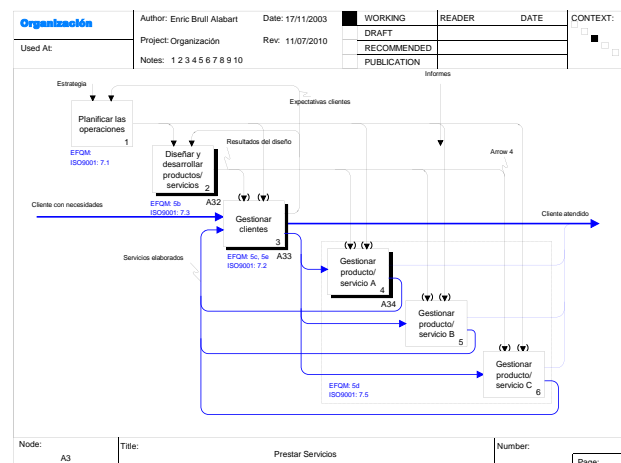 Organización
Used At:
Author: Enric Brull Alabart
Date: 17/11/2003
Project: Organización
Rev: 11/07/2010
Notes: 1 2 3 4 5 6 7 8 9 10
WORKING
DRAFT
RECOMMENDED
PUBLICATION
READER
DATE
CONTEXT:
Estrategia
Informes
Expectativas clientes
Planificar las
operaciones
1
EFQM:
ISO9001: 7.1
Resultados del diseño
Arrow 4
Diseñar y
desarrollar
productos/
servicios
2
A32
EFQM: 5b
ISO9001: 7.3
Cliente con necesidades
Cliente atendido
Gestionar
clientes
3
A33
EFQM: 5c, 5e
ISO9001: 7.2
Servicios elaborados
Gestionar
producto/
servicio A
4
A34
Gestionar
producto/
servicio B
5
Gestionar
producto/
servicio C
6
EFQM: 5d
ISO9001: 7.5
Node:
A3
Title:
Prestar Servicios
Number:
Page: